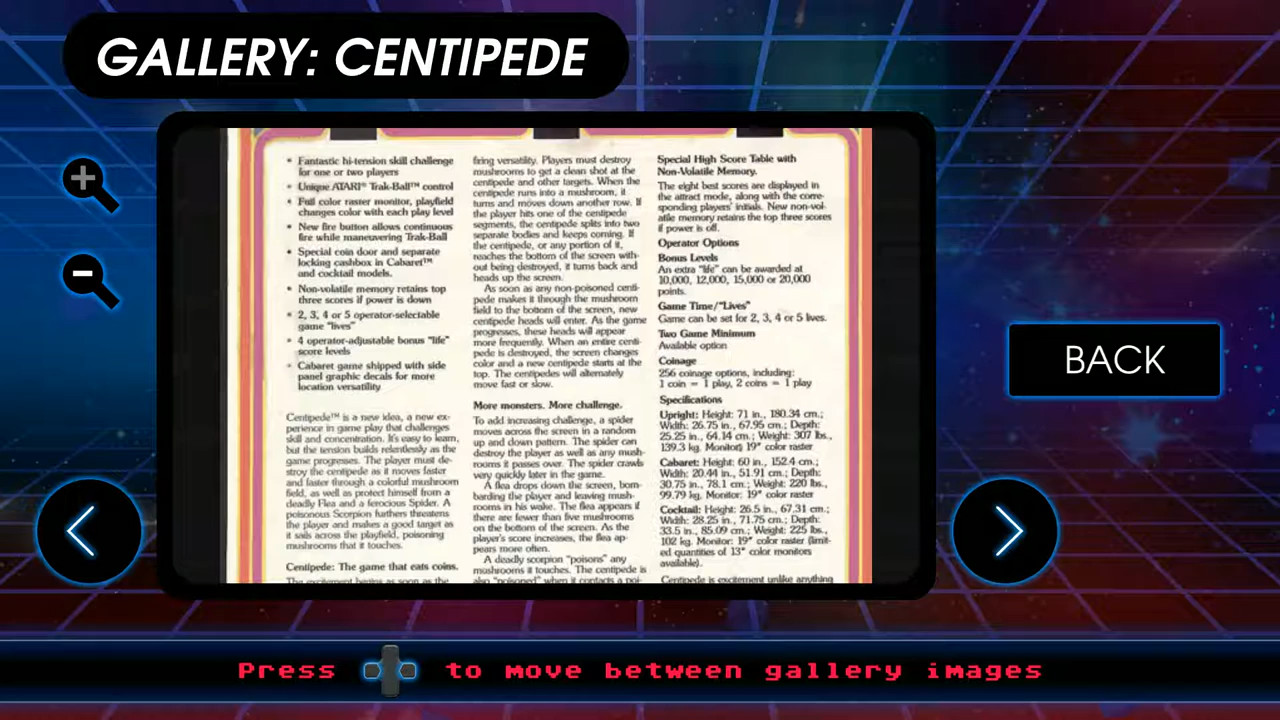 GALLERY: CENTIPEDE
• Fantastic hi-tension skill challenge
for one or two players
• Unique ATARI® Trak-Ball™ control
• Full color raster monitor, playfield
changes color with each play level
• New fire button allows continuous
fire while maneuvering Trak-Ball
• Special coin door and separate
locking cashbox in Cabaret™
and cocktail models.
• Non-volatile memory retains top
three scores if power is down
• 2, 3, 4 or 5 operator-selectable
game "lives"
• 4 operator-adjustable bonus "life"
score levels
• Cabaret game shipped with side
panel graphic decals for more
location versatility
Centipede™ is a new idea, a new ex-
perience in game play that challenges
skill and concentration. It's easy to learn,
but the tension builds relentlessly as the
game progresses. The player must de-
stroy the centipede as it moves faster
and faster through a colorful mushroom
field, as well as protect himself from a
deadly Flea and a ferocious Spider. A
poisonous Scorpion further threatens
the player and makes a good target as
it sails across the playfield, poisoning
mushrooms that it touches.
Centipede: The game that eats coins.
The excitement begins as soon as the
firing versatility. Players must destroy
mushrooms to get a clean shot at the
centipede and other targets. When the
centipede runs into a mushroom, it
turns and moves down another row. If
the player hits one of the centipede
segments, the centipede splits into two
separate bodies and keeps coming. If
the centipede, or any portion of it,
reaches the bottom of the screen with-
out being destroyed, it turns back and
heads up the screen.
As soon as any non-poisoned centi-
pede makes it through the mushroom
field to the bottom of the screen, new
centipede heads will enter. As the game
progresses, these heads will appear
more frequently. When an entire centi-
pede is destroyed, the screen changes
color and a new centipede starts at the
top. The centipedes will alternately
move fast or slow.
More monsters. More challenge.
To add increasing challenge, a spider
moves across the screen in a random
up and down pattern. The spider can
destroy the player as well as any mush-
rooms it passes over. The spider crawls
very quickly later in the game.
A flea drops down the screen, bom-
barding the player and leaving mush-
rooms in his wake. The flea appears if
there are fewer than five mushrooms
on the bottom of the screen. As the
player's score increases, the flea ap-
pears more often.
A deadly scorpion "poisons" any
mushrooms it touches. The centipede is
also "poisoned" when it contacts a poi-
Special High Score Table with
Non-Volatile Memory.
The eight best scores are displayed in
the attract mode, along with the corre-
sponding players' initials. New non-vol-
atile memory retains the top three scores
if power is off.
Operator Options
Bonus Levels
An extra "life" can be awarded at
10,000, 12,000, 15,000 or 20,000
points.
Game Time/"Lives"
Game can be set for 2, 3, 4 or 5 lives.
Two Game Minimum
Available option
Coinage
256 coinage options, including:
1 coin = 1 play, 2 coins = 1 play
Specifications
Upright: Height: 71 in., 180.34 cm.;
Width: 26.75 in., 67.95 cm.; Depth:
25.25 in., 64.14 cm.; Weight: 307 lbs.,
139.3 kg. Monitor: 19" color raster
Cabaret: Height: 60 in., 152.4 cm.;
Width: 20.44 in., 51.91 cm.; Depth:
30.75 in., 78.1 cm.; Weight: 220 lbs.,
99.79 kg. Monitor: 19" color raster
Cocktail: Height: 26.5 in., 67.31 cm.;
Width: 28.25 in., 71.75 cm.; Depth:
33.5 in., 85.09 cm.; Weight: 225 lbs.,
102 kg. Monitor: 19" color raster (limit-
ed quantities of 13" color monitors
available).
Centipede is excitement unlike anything
BACK
Press to move between gallery images